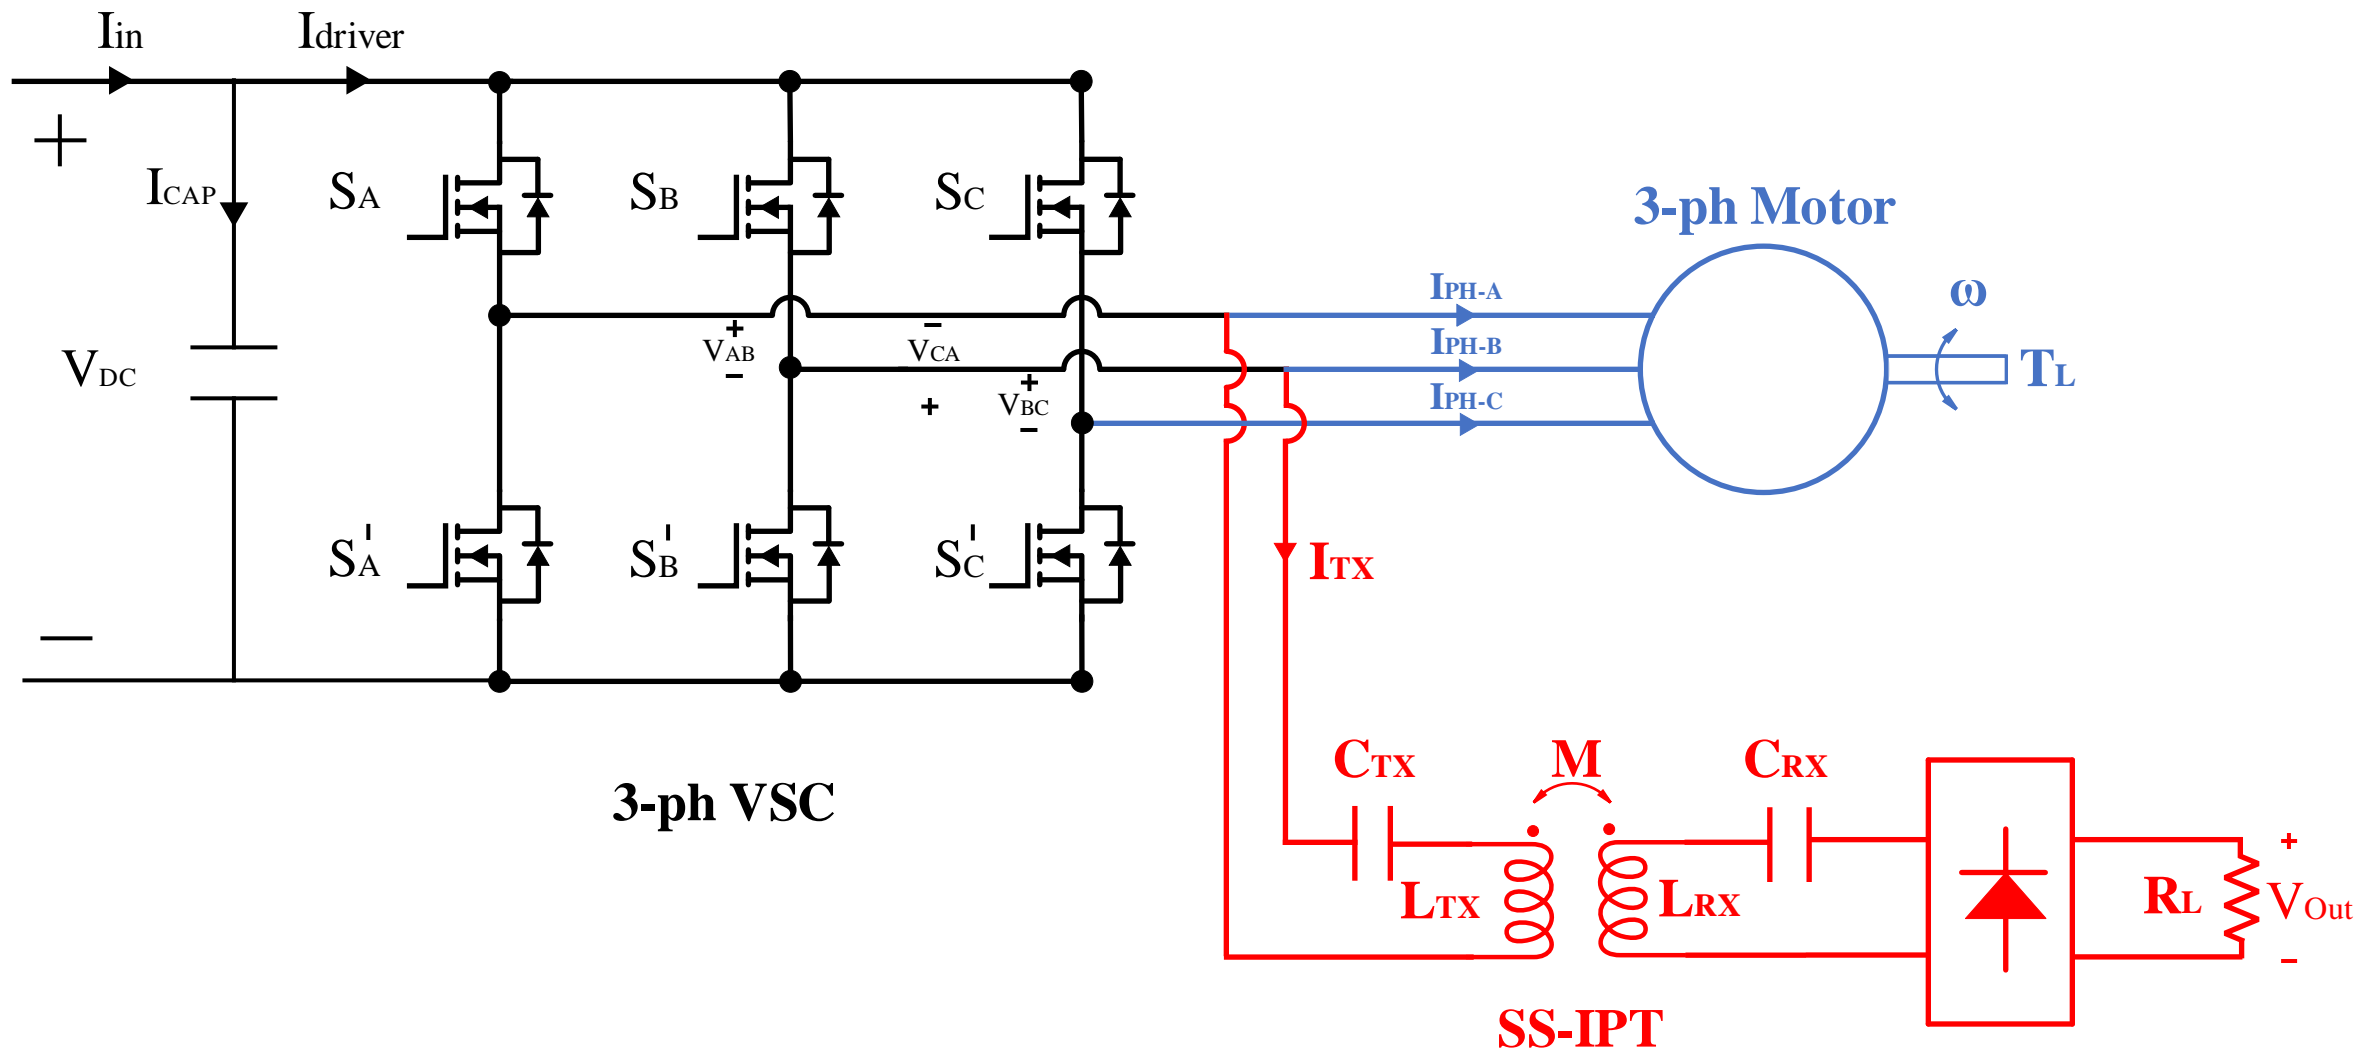 Iin
Idriver
+
ICAP
SA
SB
SC
3-ph Motor
IPH-A
ω
VDC
+
VAB
−
−
VCA
+
IPH-B
TL
+
VBC
−
IPH-C
SA'
SB'
SC'
ITX
−
CTX
M
CRX
3-ph VSC
LTX
LRX
RL
+
VOut
−
SS-IPT